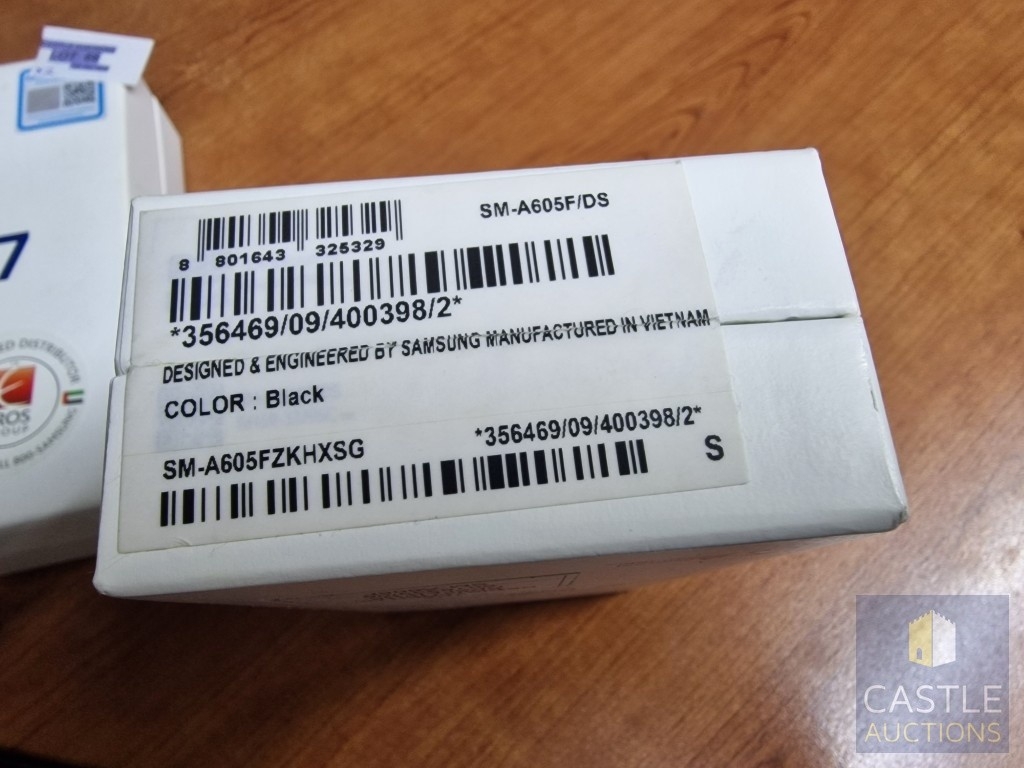 SM-A605F/DS
8 801643 325329
*356469/09/400398/2*
DESIGNED & ENGINEERED BY SAMSUNG MANUFACTURED IN VIETNAM
COLOR : Black
*356469/09/400398/2*
SM-A605FZKHXSG
S
7
CASTLE
AUCTIONS